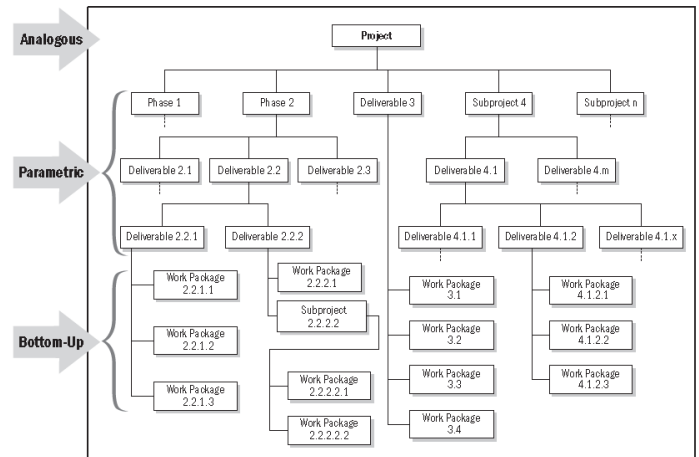 Analogous
Project
Phase 1
Phase 2
Deliverable 3
Subproject 4
Subproject n
Parametric
Deliverable 2.1
Deliverable 2.2
Deliverable 2.3
Deliverable 4.1
Deliverable 4.m
Deliverable 2.2.1
Deliverable 2.2.2
Deliverable 4.1.1
Deliverable 4.1.2
Deliverable 4.1.x
Bottom-Up
Work Package
2.2.1.1
Work Package
2.2.1.2
Work Package
2.2.1.3
Work Package
2.2.2.1
Subproject
2.2.2.2
Work Package
2.2.2.2.1
Work Package
2.2.2.2.2
Work Package
3.1
Work Package
3.2
Work Package
3.3
Work Package
3.4
Work Package
4.1.2.1
Work Package
4.1.2.2
Work Package
4.1.2.3